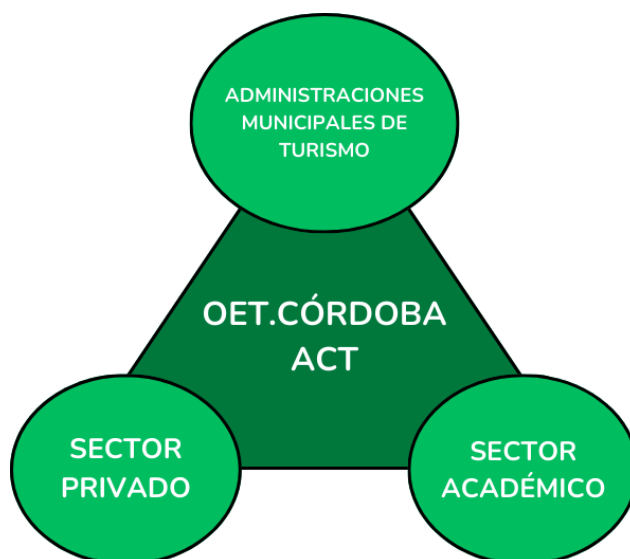 ADMINISTRACIONES
MUNICIPALES DE
TURISMO
OET.CÓRDOBA
ACT
SECTOR
PRIVADO
SECTOR
ACADÉMICO